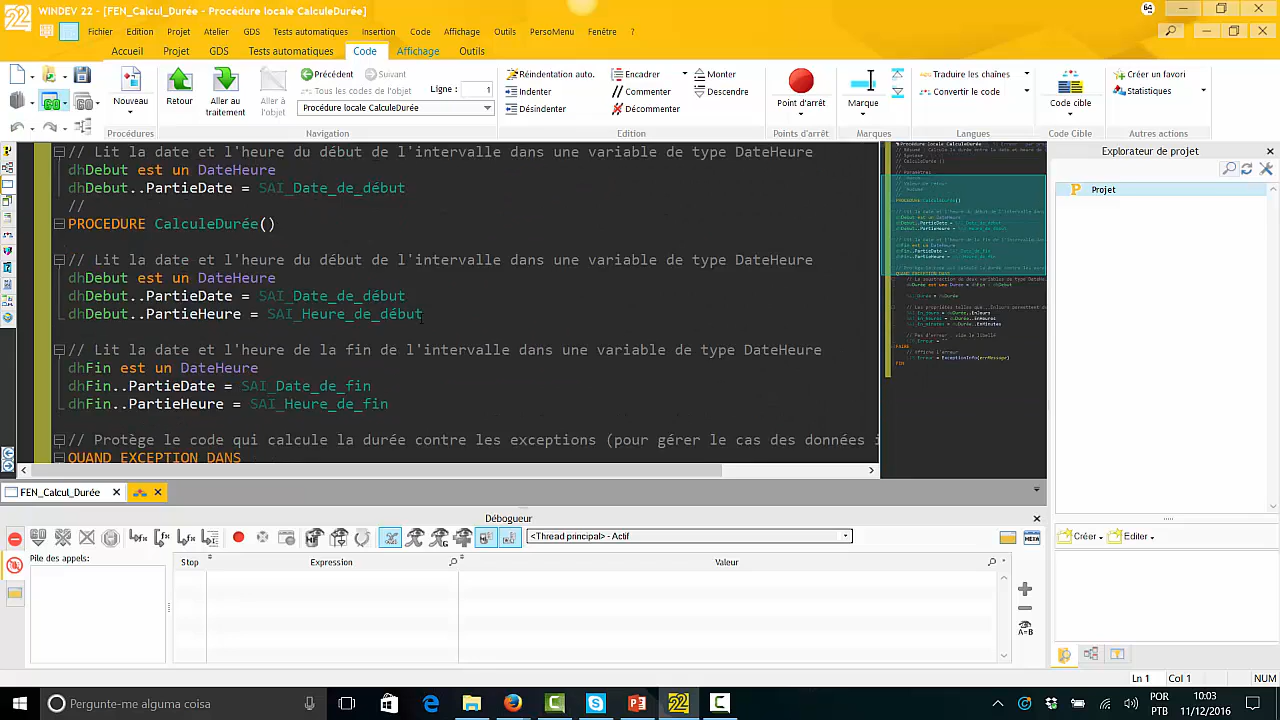 WINDEV 22 - [FEN_Calcul_Durée - Procédure locale CalculeDurée]
64
Fichier Edition Projet Atelier GDS Tests automatiques Insertion Code Affichage Outils PersoMenu Fenêtre ?
Accueil Projet GDS Tests automatiques Code Affichage Outils
Nouveau
Procédures
Retour
Aller au traitement
Aller à l'objet
Précédent Suivant
Tous les codes de l'objet
Ligne : 1
Procédure locale CalculeDurée
Navigation
Réindentation auto.
Indenter
Désindenter
Encadrer
Commenter
Décommenter
Monter
Descendre
Edition
Point d'arrêt
Points d'arrêt
Marque
Marques
Traduire les chaînes
Convertir le code
Langues
Code cible
Code Cible
Créer un favori
Statistiques
Autres actions
// Lit la date et l'heure du début de l'intervalle dans une variable de type DateHeure
dhDebut est un DateHeure
dhDebut..PartieDate = SAI_Date_de_début
//
PROCEDURE CalculeDurée()
// Lit la date et l'heure du début de l'intervalle dans une variable de type DateHeure
dhDebut est un DateHeure
dhDebut..PartieDate = SAI_Date_de_début
dhDebut..PartieHeure = SAI_Heure_de_début
// Lit la date et l'heure de la fin de l'intervalle dans une variable de type DateHeure
dhFin est un DateHeure
dhFin..PartieDate = SAI_Date_de_fin
dhFin..PartieHeure = SAI_Heure_de_fin
// Protège le code qui calcule la durée contre les exceptions (pour gérer le cas des données i
QUAND EXCEPTION DANS
Explorateur de projet
Projet
Créer Editer
FEN_Calcul_Durée
Débogueur
<Thread principal> - Actif
META
Pile des appels:
Stop Expression Valeur
A=B
Ln 1 Col 1 NUM
Pergunte-me alguma coisa
22
POR
PTB
10:03
11/12/2016